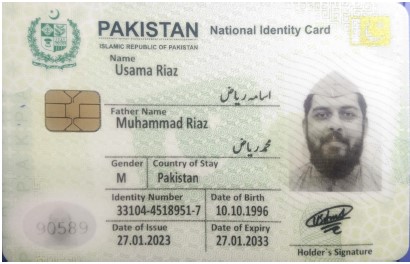 PAKISTAN National Identity Card
ISLAMIC REPUBLIC OF PAKISTAN
Name
Usama Riaz
اسامہ ریاض
Father Name
Muhammad Riaz
محمد ریاض
Gender Country of Stay
M Pakistan
Identity Number Date of Birth
33104-4518951-7 10.10.1996
Date of Issue Date of Expiry
27.01.2023 27.01.2033
90589
Holder's Signature